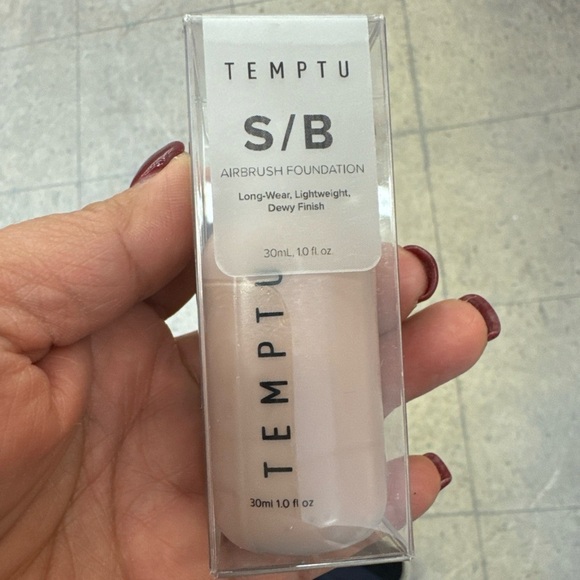 TEMPTU
S/B
AIRBRUSH FOUNDATION
Long-Wear, Lightweight,
Dewy Finish
30mL, 1.0 fl. oz.
TEMPTU
30ml 1.0 fl oz